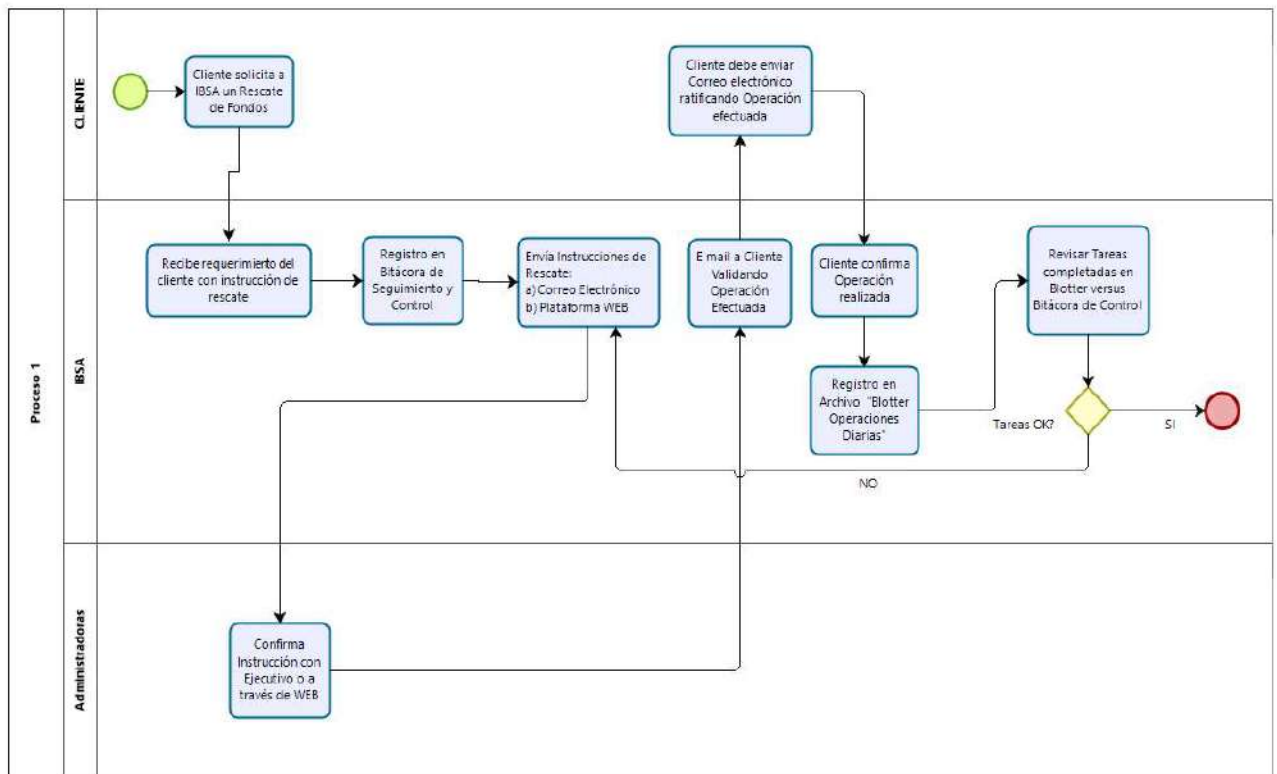 Proceso 1
CLIENTE
Cliente solicita a
IBSA un Rescate
de Fondos
Cliente debe enviar
Correo electrónico
ratificando Operación
efectuada
IBSA
Recibe requerimiento del
cliente con instrucción de
rescate
Registro en
Bitácora de
Seguimiento y
Control
Envía Instrucciones de
Rescate:
a) Correo Electrónico
b) Plataforma WEB
E mail a Cliente
Validando
Operación
Efectuada
Cliente confirma
Operación
realizada
Revisar Tareas
completadas en
Blotter versus
Bitácora de Control
Registro en
Archivo "Blotter
Operaciones
Diarias"
Tareas OK?
SI
NO
Administradoras
Confirma
Instrucción con
Ejecutivo o a
través de WEB